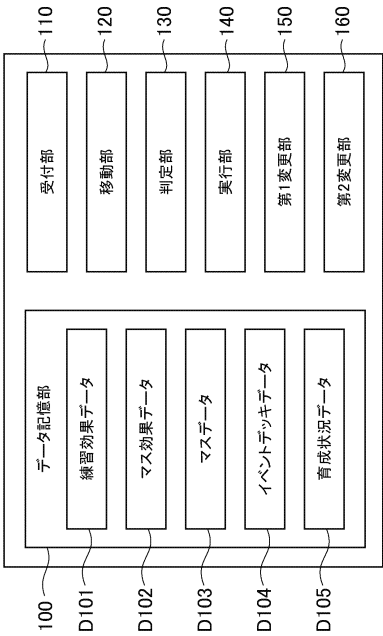 100
データ記憶部
D101
練習効果データ
D102
マス効果データ
D103
マスデータ
D104
イベントデッキデータ
D105
育成状況データ
受付部
110
移動部
120
判定部
130
実行部
140
第1変更部
150
第2変更部
160